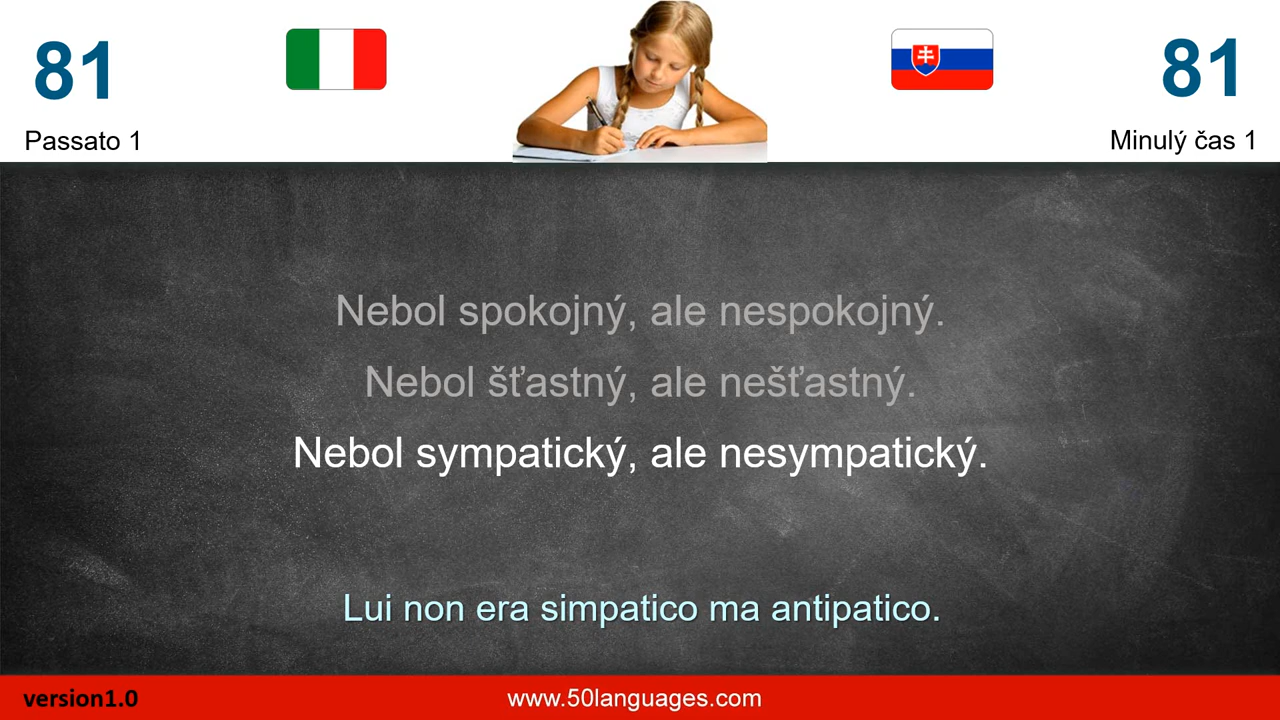 81
81
Passato 1
Minulý čas 1
Nebol spokojný, ale nespokojný.
Nebol šťastný, ale nešťastný.
Nebol sympatický, ale nesympatický.
Lui non era simpatico ma antipatico.
version1.0
www.50languages.com